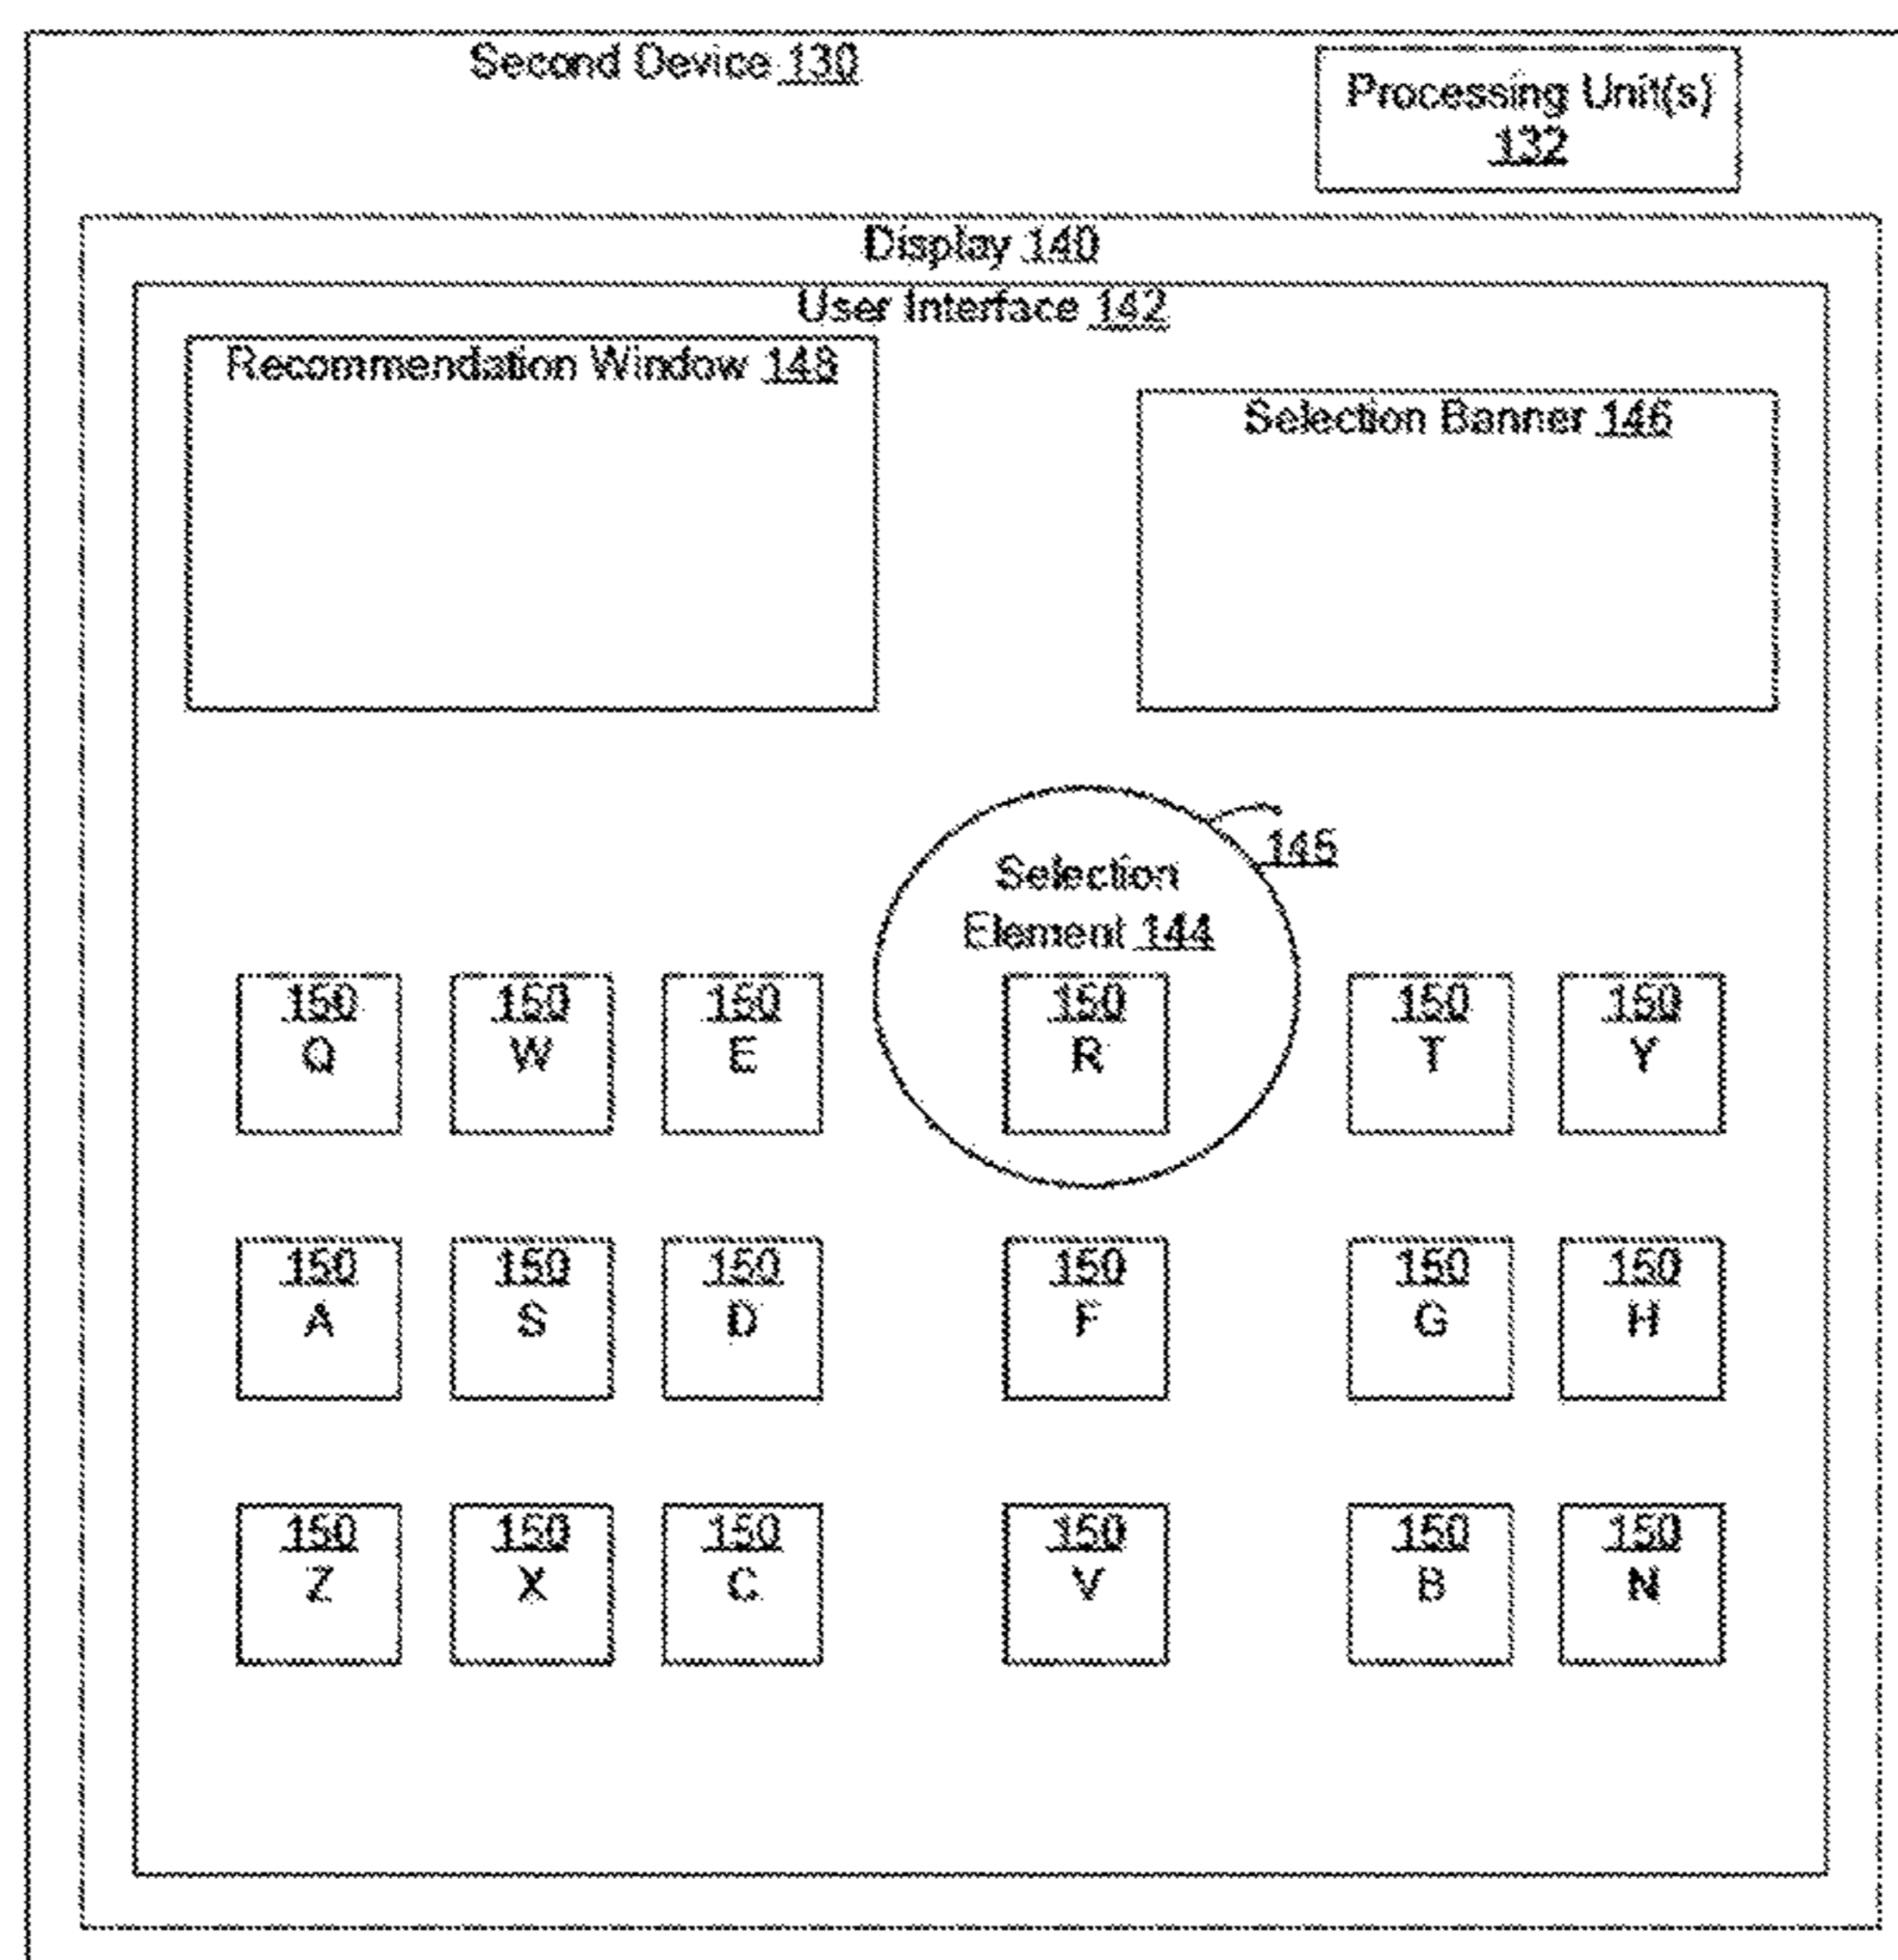 Second Device 130
Processing Unit(s)
132
Display 140
User Interface 142
Recommendation Window 148
Selection Banner 146
145
Selection
Element 144
150 150 150 150 150 150
Q W E R T Y
150 150 150 150 150 150
A S D F G H
150 150 150 150 150 150
Z X C V B N